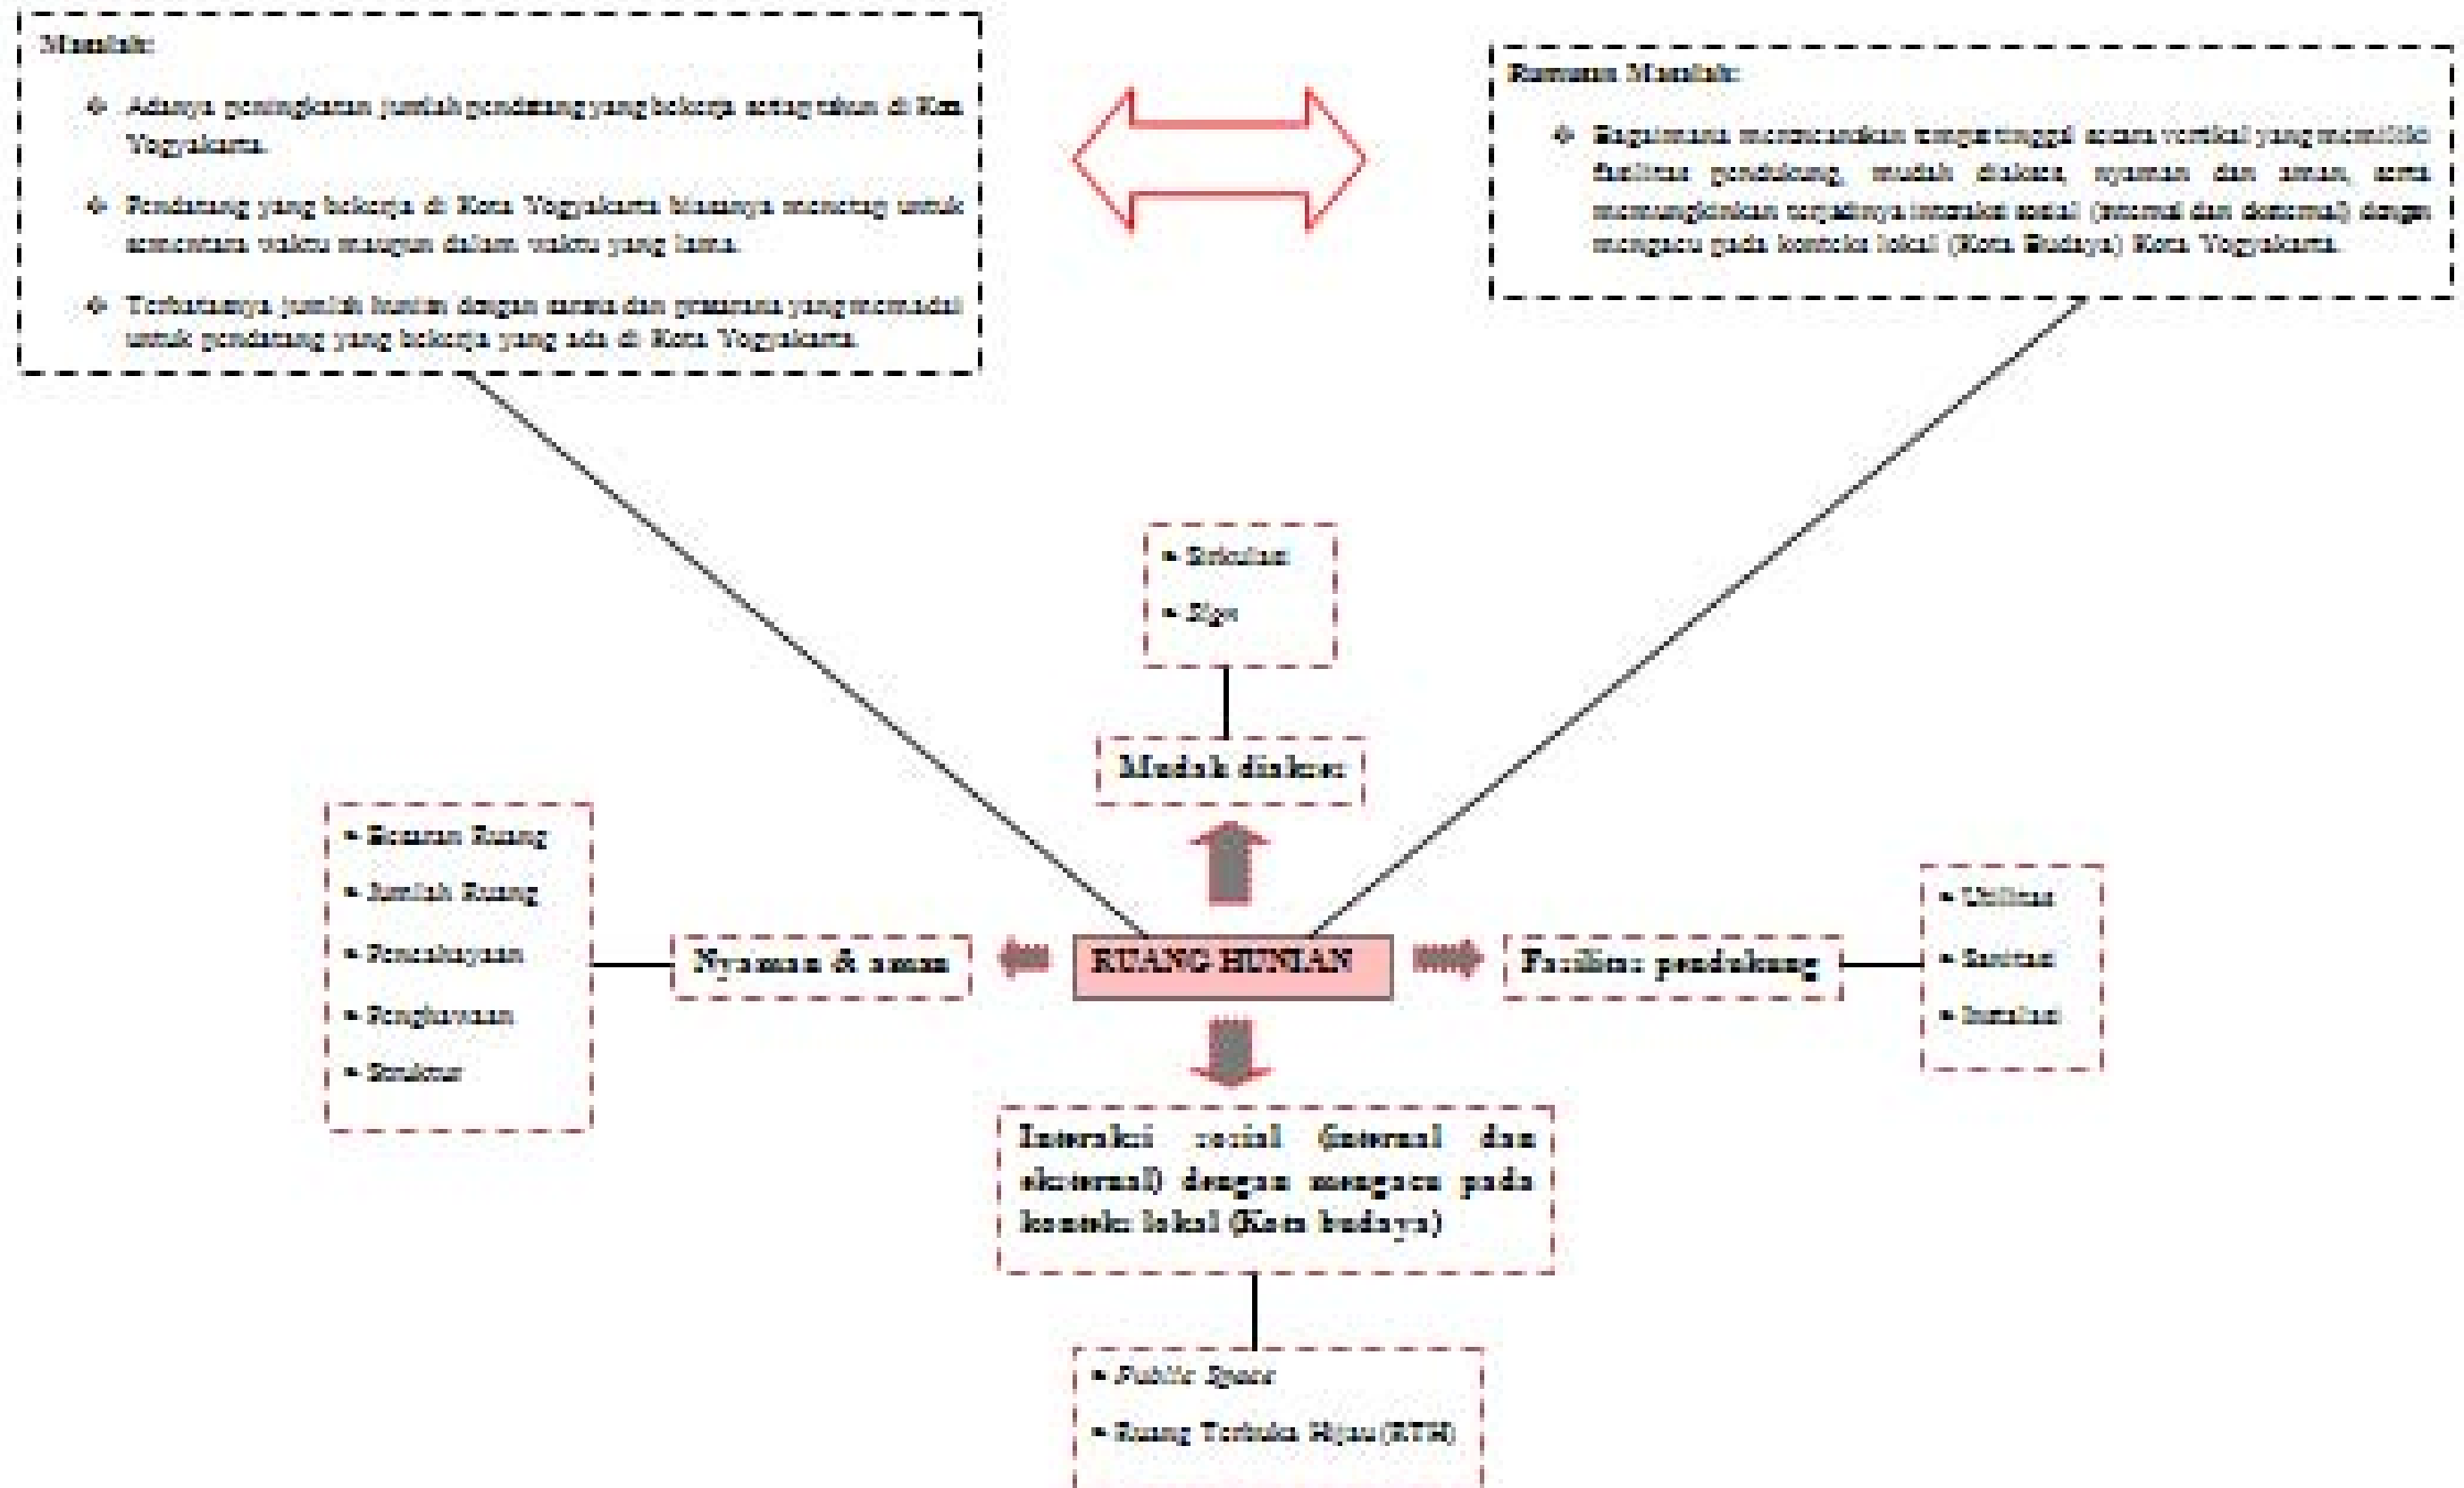 Masalah:
❖ Adanya peningkatan jumlah pendatang yang bekerja setiap tahun di Kota
Yogyakarta.
❖ Pendatang yang bekerja di Kota Yogyakarta biasanya menetap untuk
sementara waktu maupun dalam waktu yang lama.
❖ Terbatasnya jumlah hunian dengan sarana dan prasarana yang memadai
untuk pendatang yang bekerja yang ada di Kota Yogyakarta
Rumusan Masalah:
❖ Bagaimana merencanakan tempat tinggal secara vertikal yang memiliki
fasilitas pendukung, mudah diakses, nyaman dan aman, serta
memungkinkan terjadinya interaksi sosial (internal dan eksternal) dengan
mengacu pada konteks lokal (Kota Budaya) Kota Yogyakarta.
Sirkulasi
Sign
Mudah diakses
Besaran Ruang
Jumlah Ruang
Pencahayaan
Penghawaan
Struktur
Nyaman & aman
RUANG HUNIAN
Fasilitas pendukung
Utilitas
Sanitasi
Instalasi
Interaksi sosial (internal dan
eksternal) dengan mengacu pada
konteks lokal (Kota budaya)
Public Space
Ruang Terbuka Hijau (RTH)